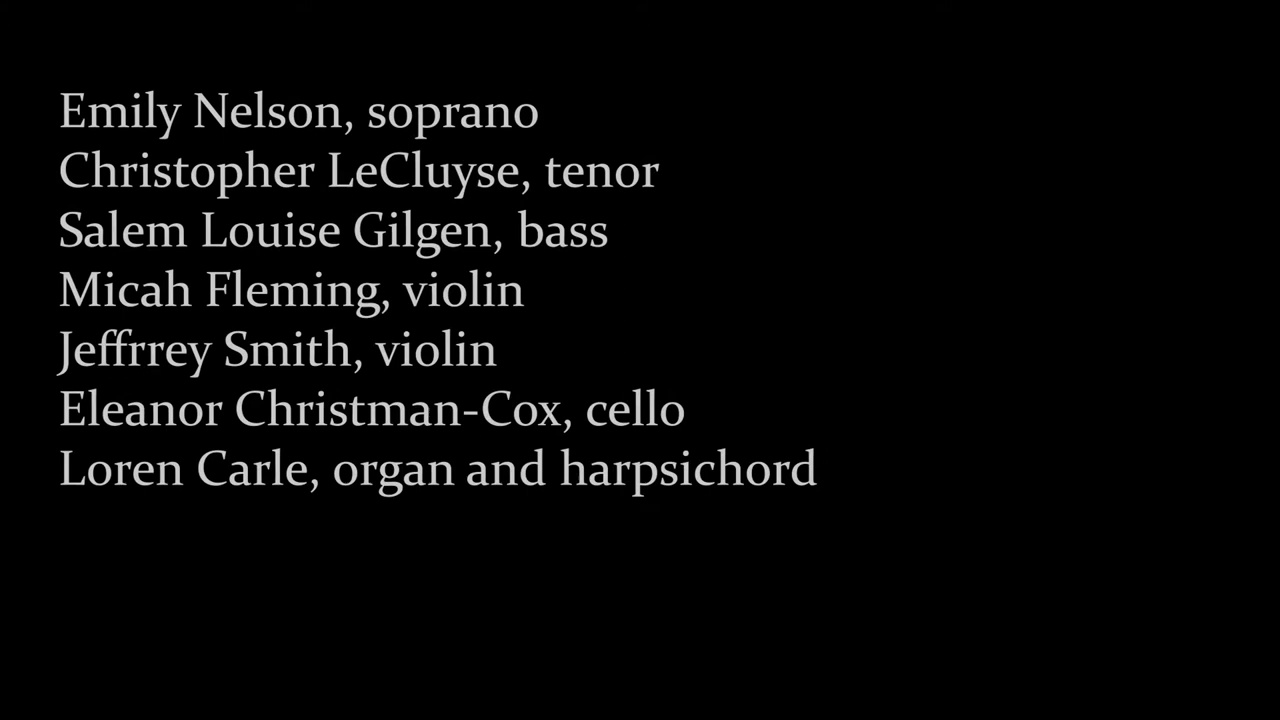 Emily Nelson, soprano
Christopher LeCluyse, tenor
Salem Louise Gilgen, bass
Micah Fleming, violin
Jeffrrey Smith, violin
Eleanor Christman-Cox, cello
Loren Carle, organ and harpsichord